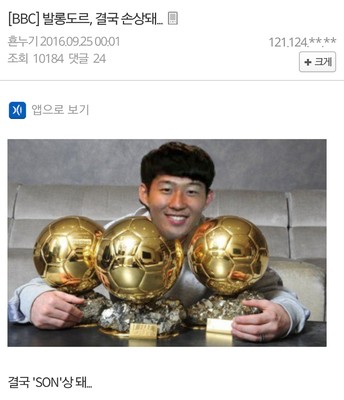 [BBC] 발롱도르, 결국 손상돼...
흔누기 2016.09.25 00:01
121.124.**.**
조회 10184 댓글 24
+ 크게
앱으로 보기
결국 'SON'상 돼...